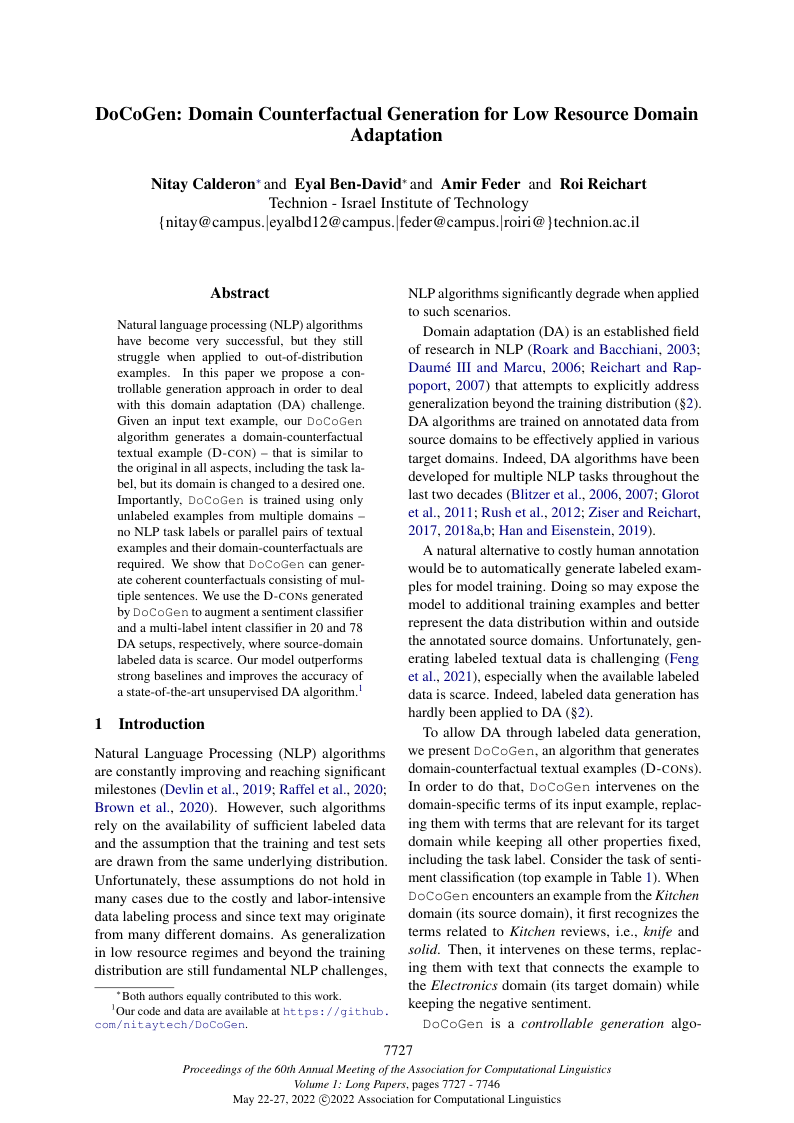 DoCoGen: Domain Counterfactual Generation for Low Resource Domain
Adaptation
Nitay Calderon* and Eyal Ben-David* and Amir Feder and Roi Reichart
Technion - Israel Institute of Technology
{nitay@campus.|eyalbd12@campus.|feder@campus.|roiri@}technion.ac.il
Abstract
Natural language processing (NLP) algorithms
have become very successful, but they still
struggle when applied to out-of-distribution
examples. In this paper we propose a con-
trollable generation approach in order to deal
with this domain adaptation (DA) challenge.
Given an input text example, our DoCoGen
algorithm generates a domain-counterfactual
textual example (D-CON) – that is similar to
the original in all aspects, including the task la-
bel, but its domain is changed to a desired one.
Importantly, DoCoGen is trained using only
unlabeled examples from multiple domains –
no NLP task labels or parallel pairs of textual
examples and their domain-counterfactuals are
required. We show that DoCoGen can gener-
ate coherent counterfactuals consisting of mul-
tiple sentences. We use the D-CONs generated
by DoCoGen to augment a sentiment classifier
and a multi-label intent classifier in 20 and 78
DA setups, respectively, where source-domain
labeled data is scarce. Our model outperforms
strong baselines and improves the accuracy of
a state-of-the-art unsupervised DA algorithm.1
1 Introduction
Natural Language Processing (NLP) algorithms
are constantly improving and reaching significant
milestones (Devlin et al., 2019; Raffel et al., 2020;
Brown et al., 2020). However, such algorithms
rely on the availability of sufficient labeled data
and the assumption that the training and test sets
are drawn from the same underlying distribution.
Unfortunately, these assumptions do not hold in
many cases due to the costly and labor-intensive
data labeling process and since text may originate
from many different domains. As generalization
in low resource regimes and beyond the training
distribution are still fundamental NLP challenges,
*Both authors equally contributed to this work.
1Our code and data are available at https://github.
com/nitaytech/DoCoGen.
NLP algorithms significantly degrade when applied
to such scenarios.
Domain adaptation (DA) is an established field
of research in NLP (Roark and Bacchiani, 2003;
Daumé III and Marcu, 2006; Reichart and Rap-
poport, 2007) that attempts to explicitly address
generalization beyond the training distribution (§2).
DA algorithms are trained on annotated data from
source domains to be effectively applied in various
target domains. Indeed, DA algorithms have been
developed for multiple NLP tasks throughout the
last two decades (Blitzer et al., 2006, 2007; Glorot
et al., 2011; Rush et al., 2012; Ziser and Reichart,
2017, 2018a,b; Han and Eisenstein, 2019).
A natural alternative to costly human annotation
would be to automatically generate labeled exam-
ples for model training. Doing so may expose the
model to additional training examples and better
represent the data distribution within and outside
the annotated source domains. Unfortunately, gen-
erating labeled textual data is challenging (Feng
et al., 2021), especially when the available labeled
data is scarce. Indeed, labeled data generation has
hardly been applied to DA (§2).
To allow DA through labeled data generation,
we present DoCoGen, an algorithm that generates
domain-counterfactual textual examples (D-CONs).
In order to do that, DoCoGen intervenes on the
domain-specific terms of its input example, replac-
ing them with terms that are relevant for its target
domain while keeping all other properties fixed,
including the task label. Consider the task of senti-
ment classification (top example in Table 1). When
DoCoGen encounters an example from the Kitchen
domain (its source domain), it first recognizes the
terms related to Kitchen reviews, i.e., knife and
solid. Then, it intervenes on these terms, replac-
ing them with text that connects the example to
the Electronics domain (its target domain) while
keeping the negative sentiment.
DoCoGen is a controllable generation algo-
7727
Proceedings of the 60th Annual Meeting of the Association for Computational Linguistics
Volume 1: Long Papers, pages 7727 - 7746
May 22-27, 2022 ©2022 Association for Computational Linguistics